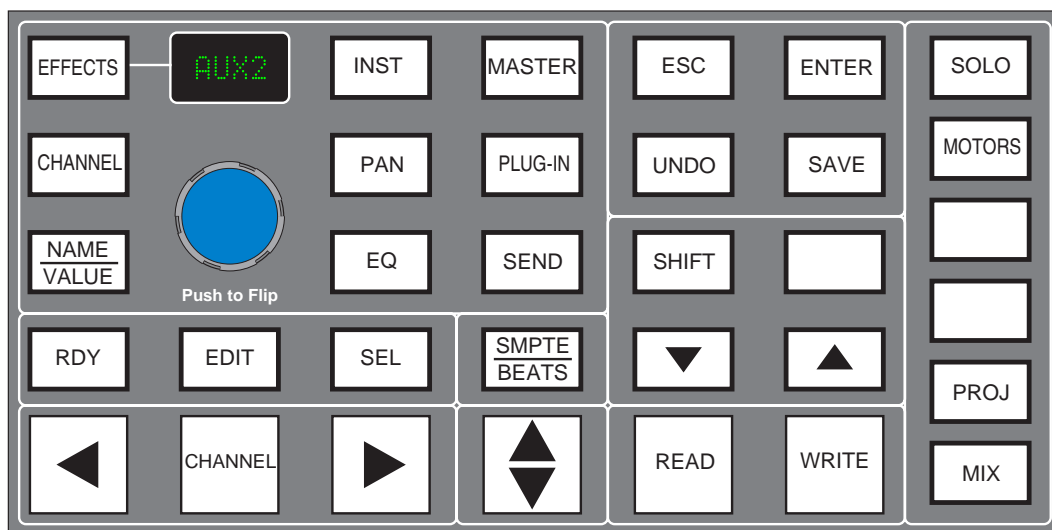 EFFECTS
AUX2
INST
MASTER
ESC
ENTER
SOLO
CHANNEL
PAN
PLUG-IN
UNDO
SAVE
MOTORS
NAME
VALUE
Push to Flip
EQ
SEND
SHIFT
RDY
EDIT
SEL
SMPTE
BEATS
PROJ
CHANNEL
READ
WRITE
MIX